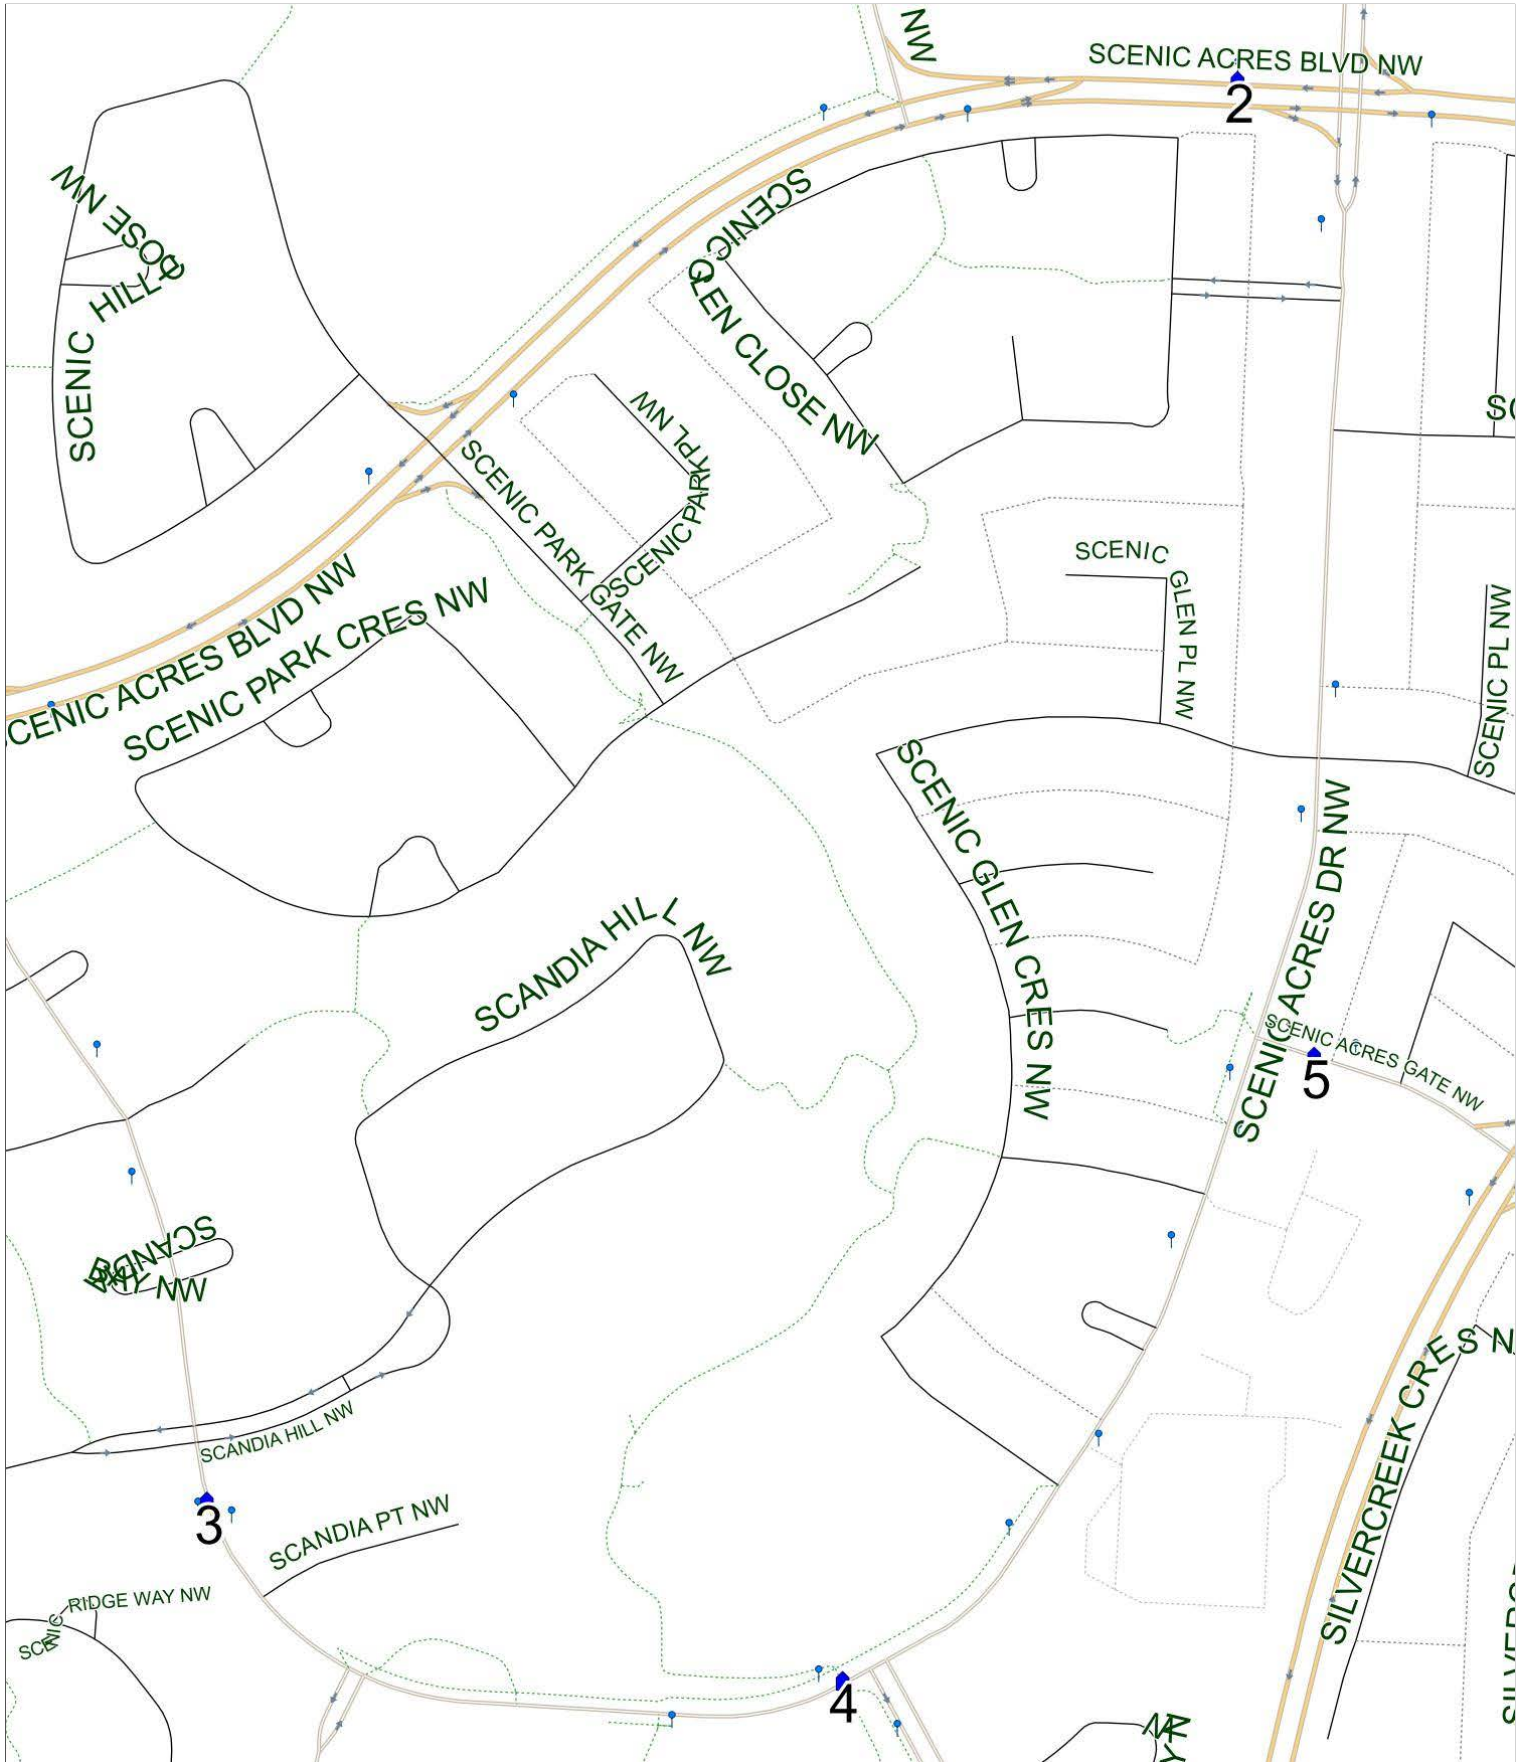 NW
SCENIC ACRES BLVD NW
2
SCENIC HILL CLOSE NW
SCENIC GLEN CLOSE NW
SCENIC PARK PL NW
SCENIC PARK GATE NW
SCENIC ACRES BLVD NW
SCENIC PARK CRES NW
SCENIC GLEN PL NW
SCENIC PL NW
SCENIC GLEN CRES NW
SCENIC ACRES DR NW
SCANDIA HILL NW
SCENIC ACRES GATE NW
5
SCANDIA BAY NW
SCANDIA HILL NW
3
SCANDIA PT NW
SCENIC RIDGE WAY NW
4
SILVERCREEK CRES N